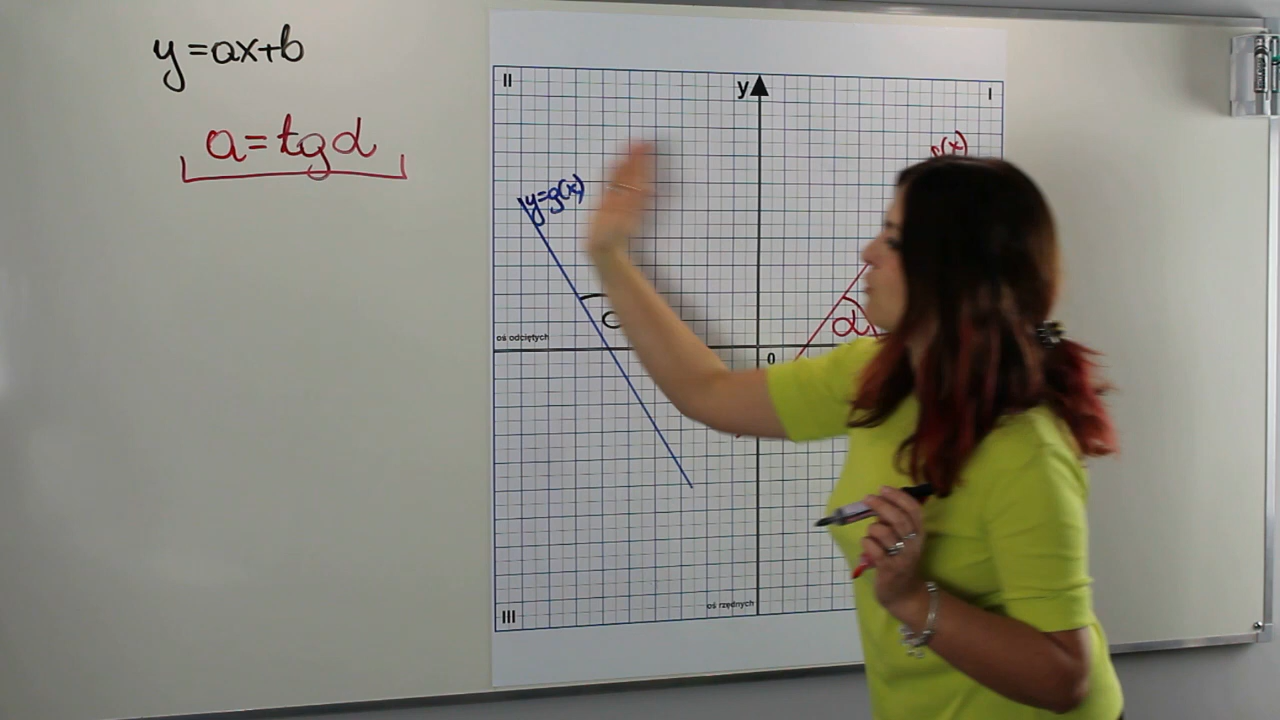 y=ax+b
a=tgα
II
y
I
(x)
y=g(x)
α
oś odciętych
0
III
oś rzędnych